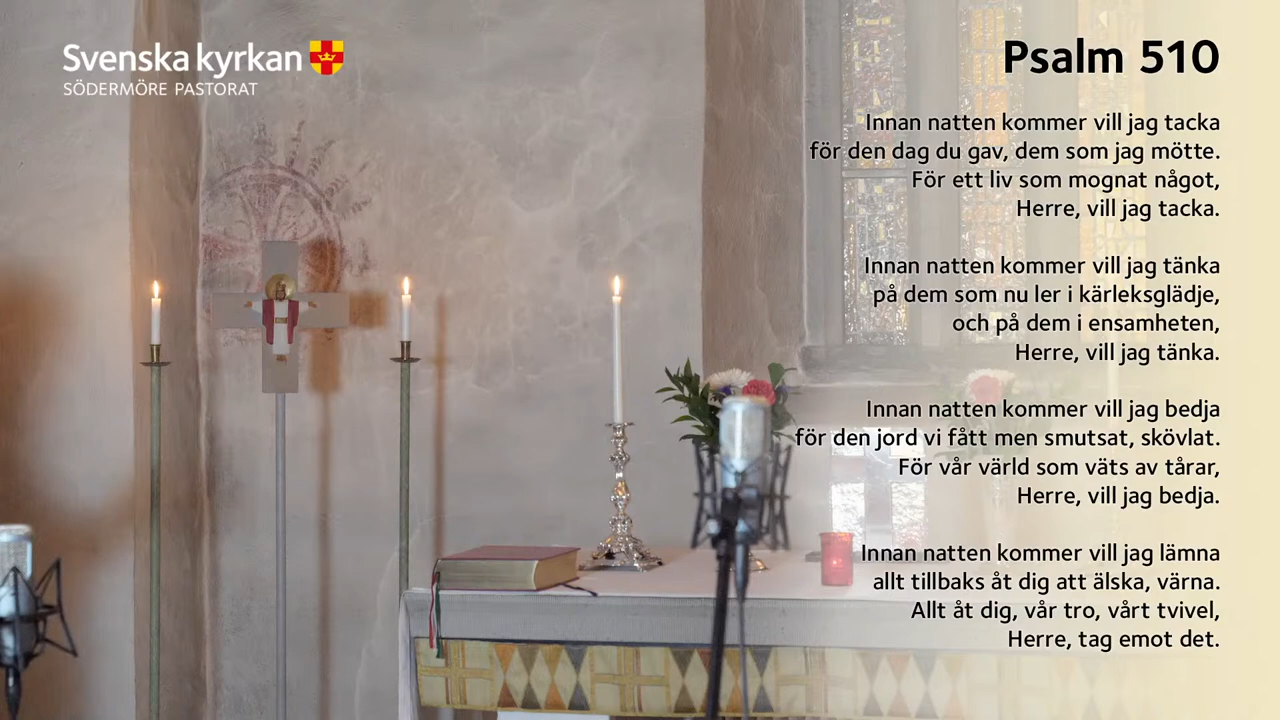 Svenska kyrkan
SÖDERMÖRE PASTORAT
Psalm 510
Innan natten kommer vill jag tacka
för den dag du gav, dem som jag mötte.
För ett liv som mognat något,
Herre, vill jag tacka.
Innan natten kommer vill jag tänka
på dem som nu ler i kärleksglädje,
och på dem i ensamheten,
Herre, vill jag tänka.
Innan natten kommer vill jag bedja
för den jord vi fått men smutsat, skövlat.
För vår värld som väts av tårar,
Herre, vill jag bedja.
Innan natten kommer vill jag lämna
allt tillbaks åt dig att älska, värna.
Allt åt dig, vår tro, vårt tvivel,
Herre, tag emot det.